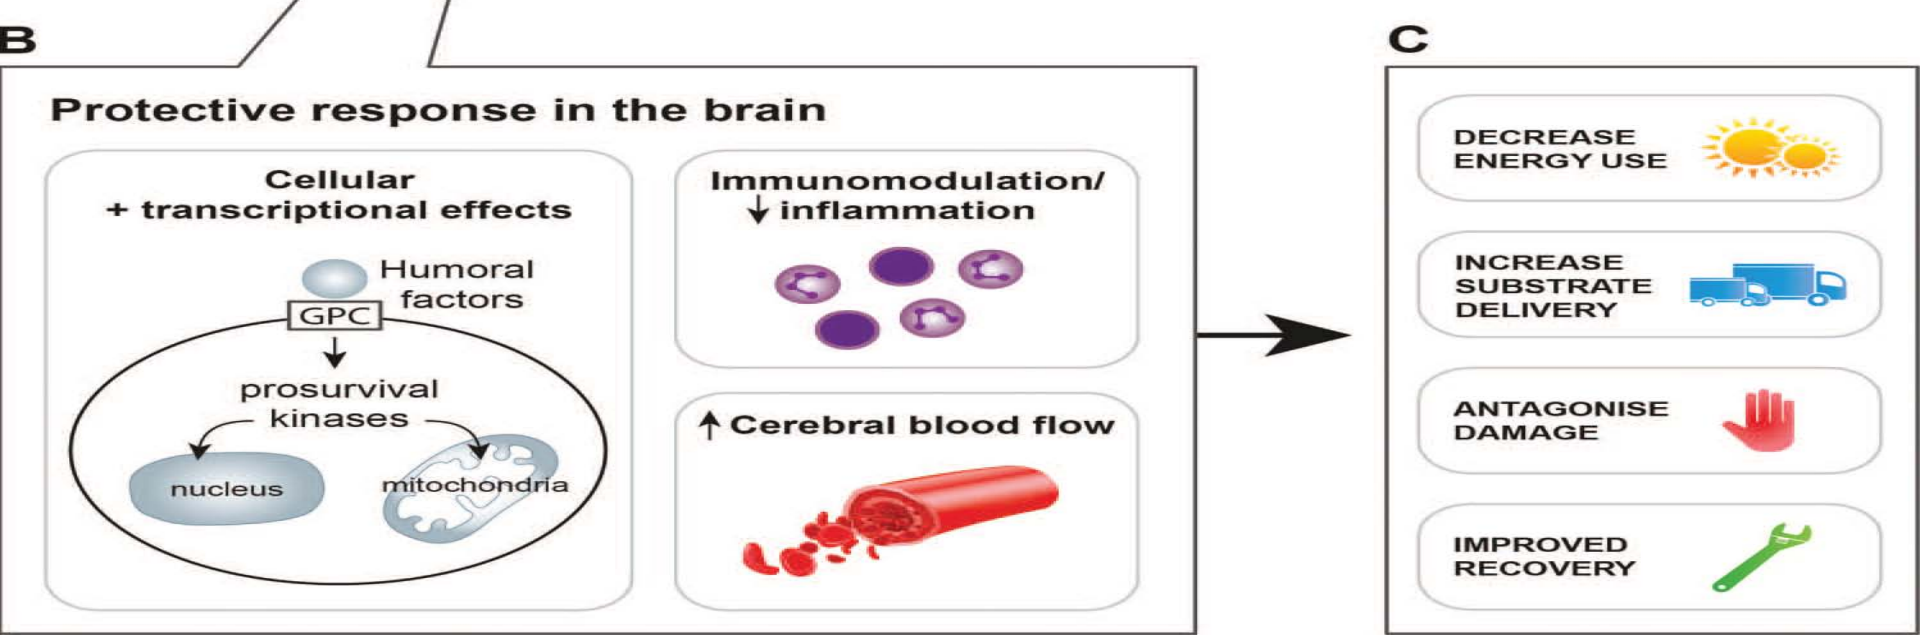 B
Protective response in the brain
Cellular
+ transcriptional effects
Humoral
factors
GPC
prosurvival
kinases
nucleus
mitochondria
Immunomodulation/
↓ inflammation
↑ Cerebral blood flow
C
DECREASE
ENERGY USE
INCREASE
SUBSTRATE
DELIVERY
ANTAGONISE
DAMAGE
IMPROVED
RECOVERY